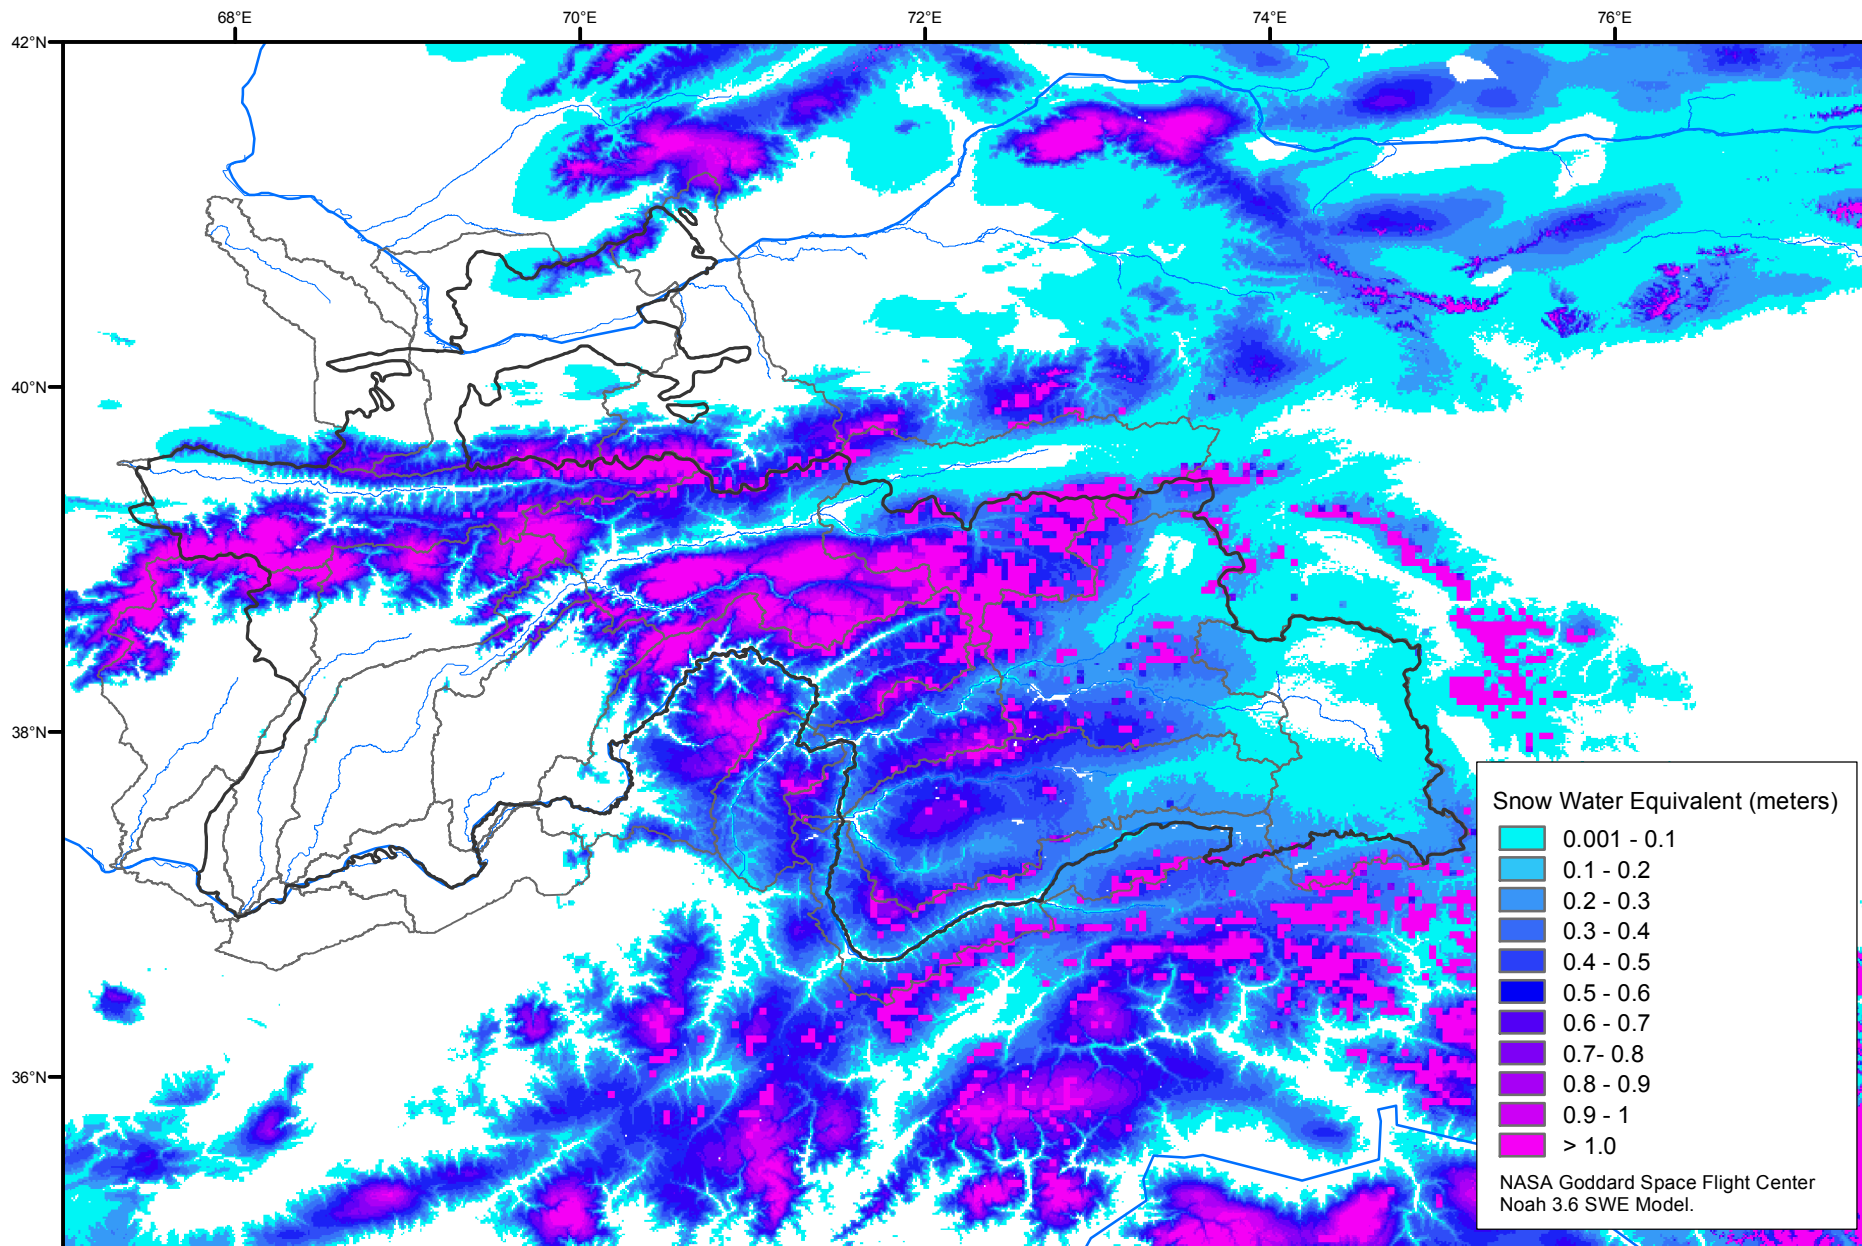 68°E
70°E
72°E
74°E
76°E
42°N
40°N
38°N
36°N
Snow Water Equivalent (meters)
0.001 - 0.1
0.1 - 0.2
0.2 - 0.3
0.3 - 0.4
0.4 - 0.5
0.5 - 0.6
0.6 - 0.7
0.7- 0.8
0.8 - 0.9
0.9 - 1
> 1.0
NASA Goddard Space Flight Center
Noah 3.6 SWE Model.